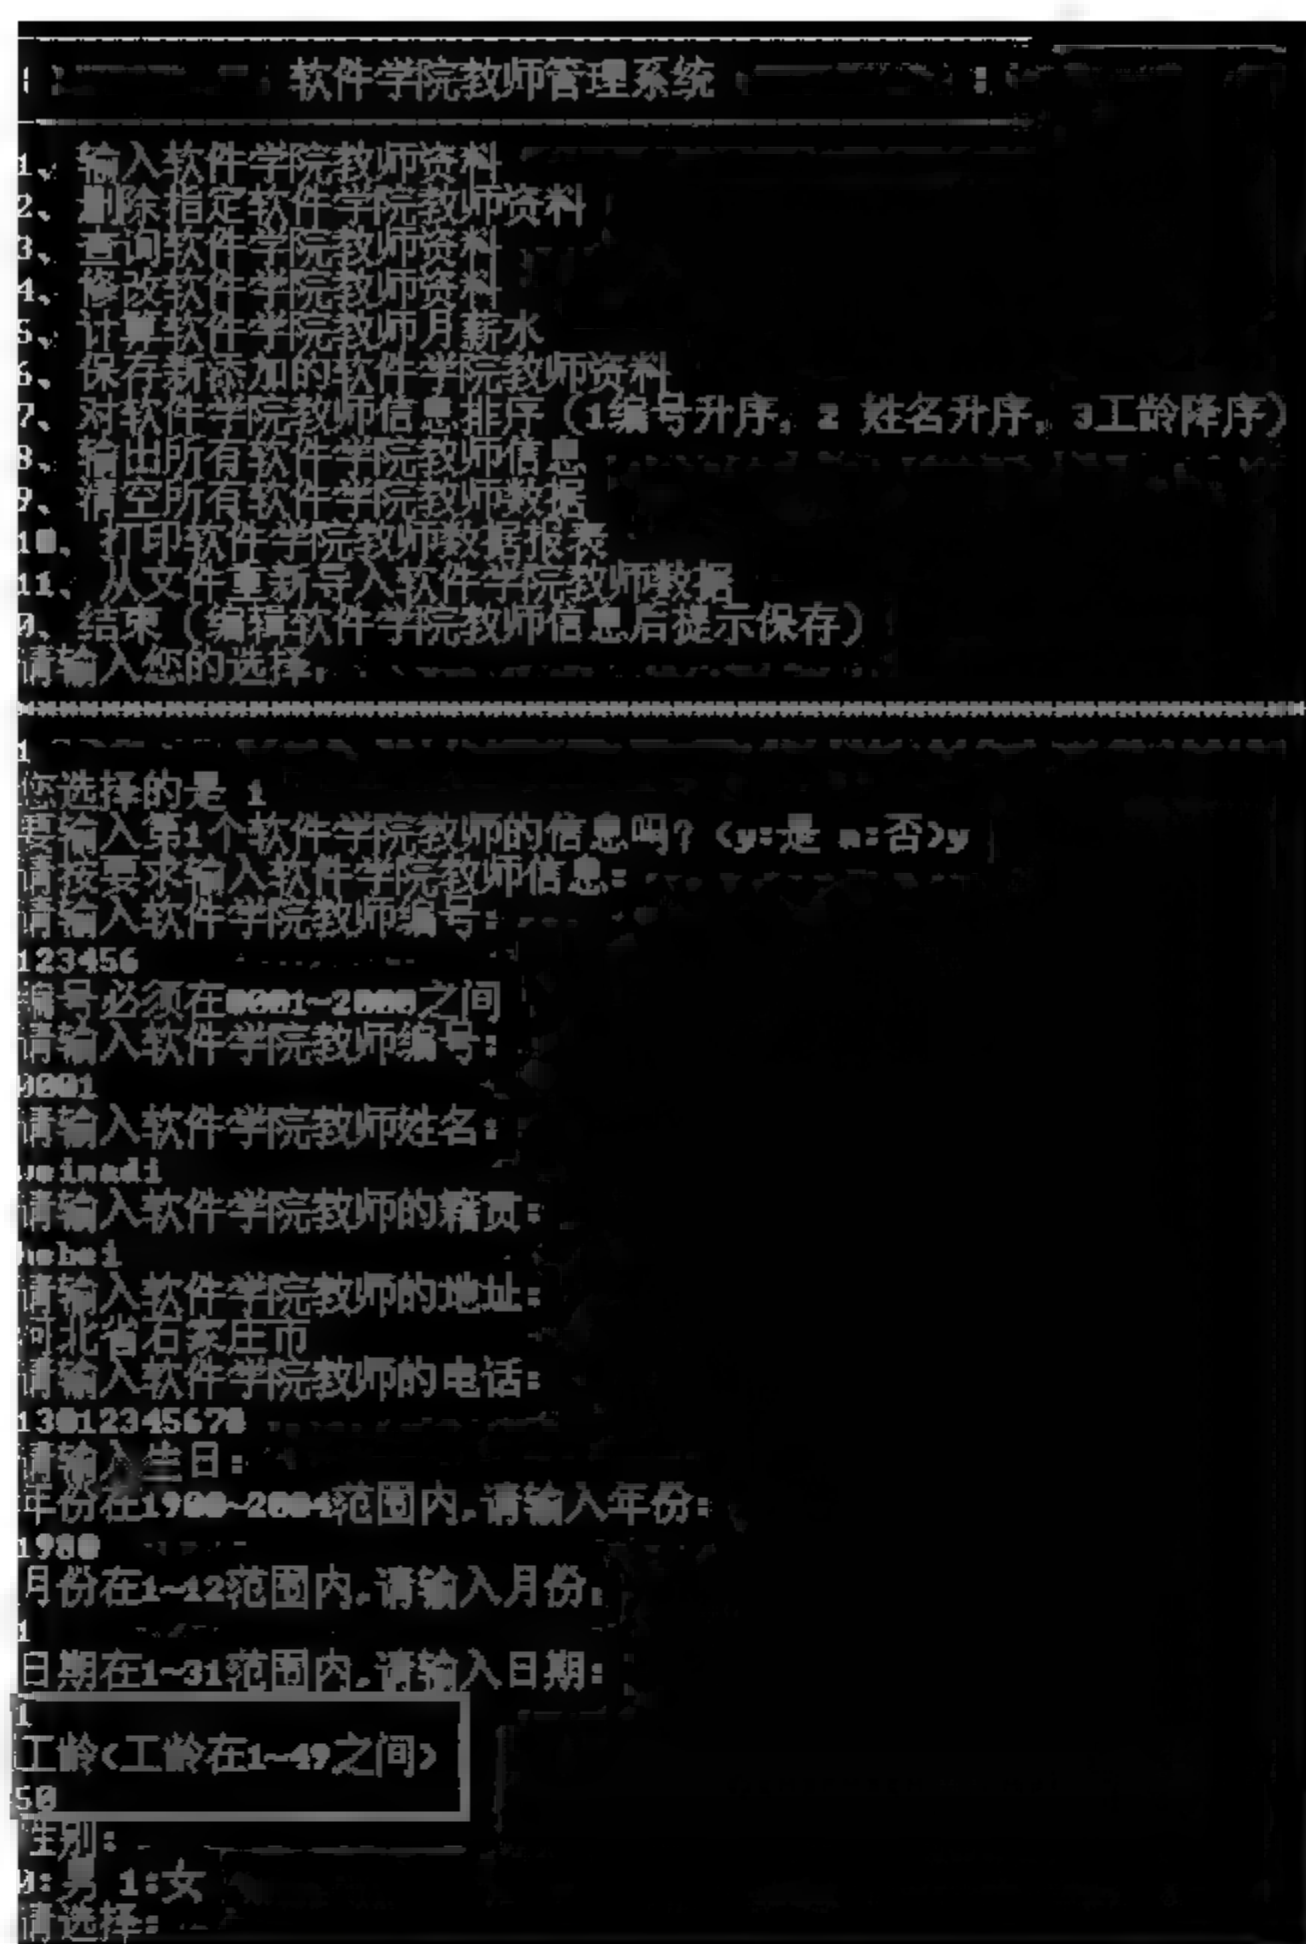 软件学院教师管理系统
1、 输入软件学院教师资料
2、 删除指定软件学院教师资料
3、 查询软件学院教师资料
4、 修改软件学院教师资料
5、 计算软件学院教师月薪水
6、 保存新添加的软件学院教师资料
7、 对软件学院教师信息排序（1编号升序，2 姓名升序，3工龄降序）
8、 输出所有软件学院教师信息
9、 清空所有软件学院教师数据
10、 打印软件学院教师数据报表
11、 从文件重新导入软件学院教师数据
0、 结束（编辑软件学院教师信息后提示保存）
请输入您的选择：
1
您选择的是 1
要输入第1个软件学院教师的信息吗？(y:是 n:否)y
请按要求输入软件学院教师信息:
请输入软件学院教师编号:
123456
编号必须在0001~2000之间
请输入软件学院教师编号:
0001
请输入软件学院教师姓名:
weinadi
请输入软件学院教师的籍贯:
hebei
请输入软件学院教师的地址:
河北省石家庄市
请输入软件学院教师的电话:
13012345678
请输入生日:
年份在1900~2004范围内,请输入年份:
1980
月份在1~12范围内,请输入月份:
1
日期在1~31范围内,请输入日期:
1
工龄(工龄在1~49之间)
50
性别:
0:男 1:女
请选择: